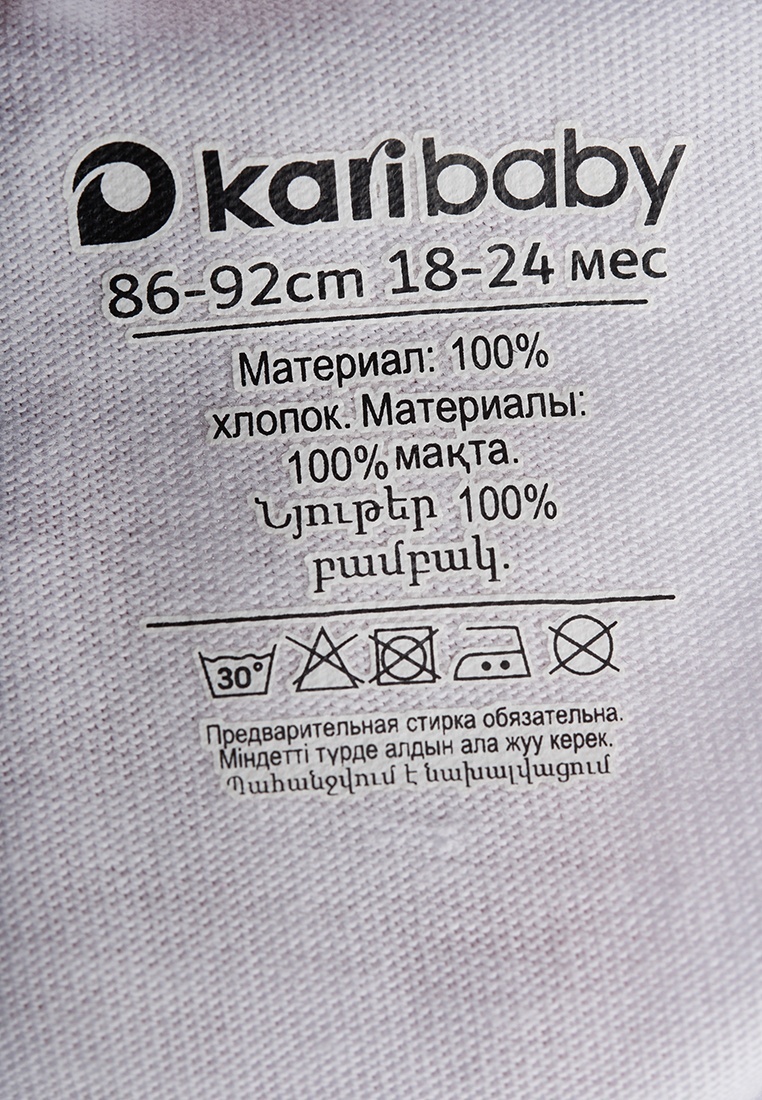 karibaby
86-92cm 18-24 мес
Материал: 100%
хлопок. Материалы:
100% мақта.
Նյութեր 100%
բամբակ.
30°
Предварительная стирка обязательна.
Міндетті түрде алдын ала жуу керек.
Պահանջվում է նախալվացում